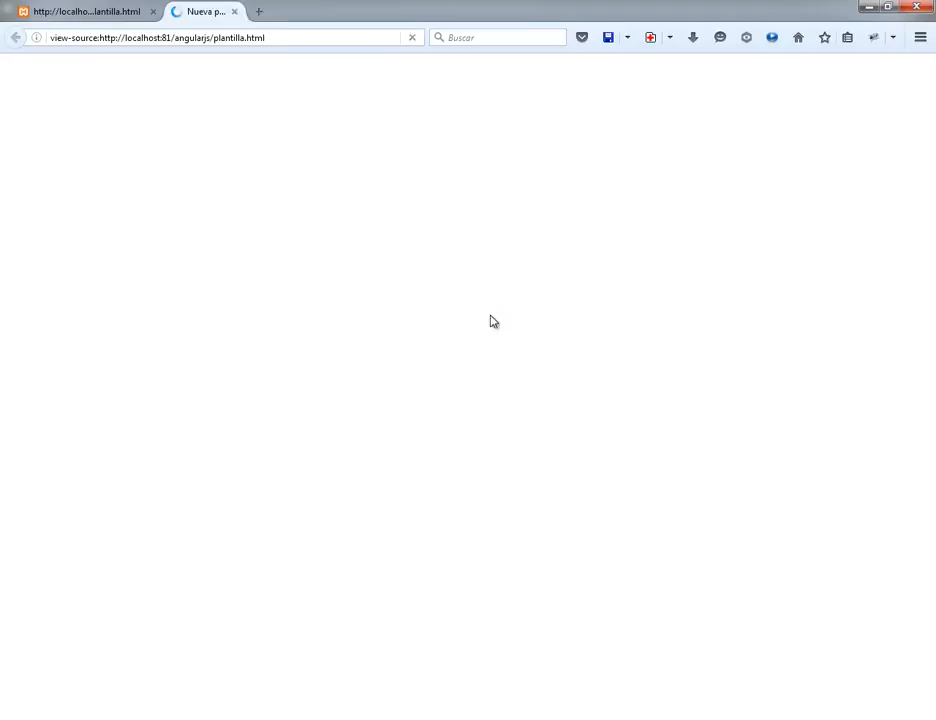 http://localho...lantilla.html
Nueva p...
view-source:http://localhost:81/angularjs/plantilla.html
Buscar